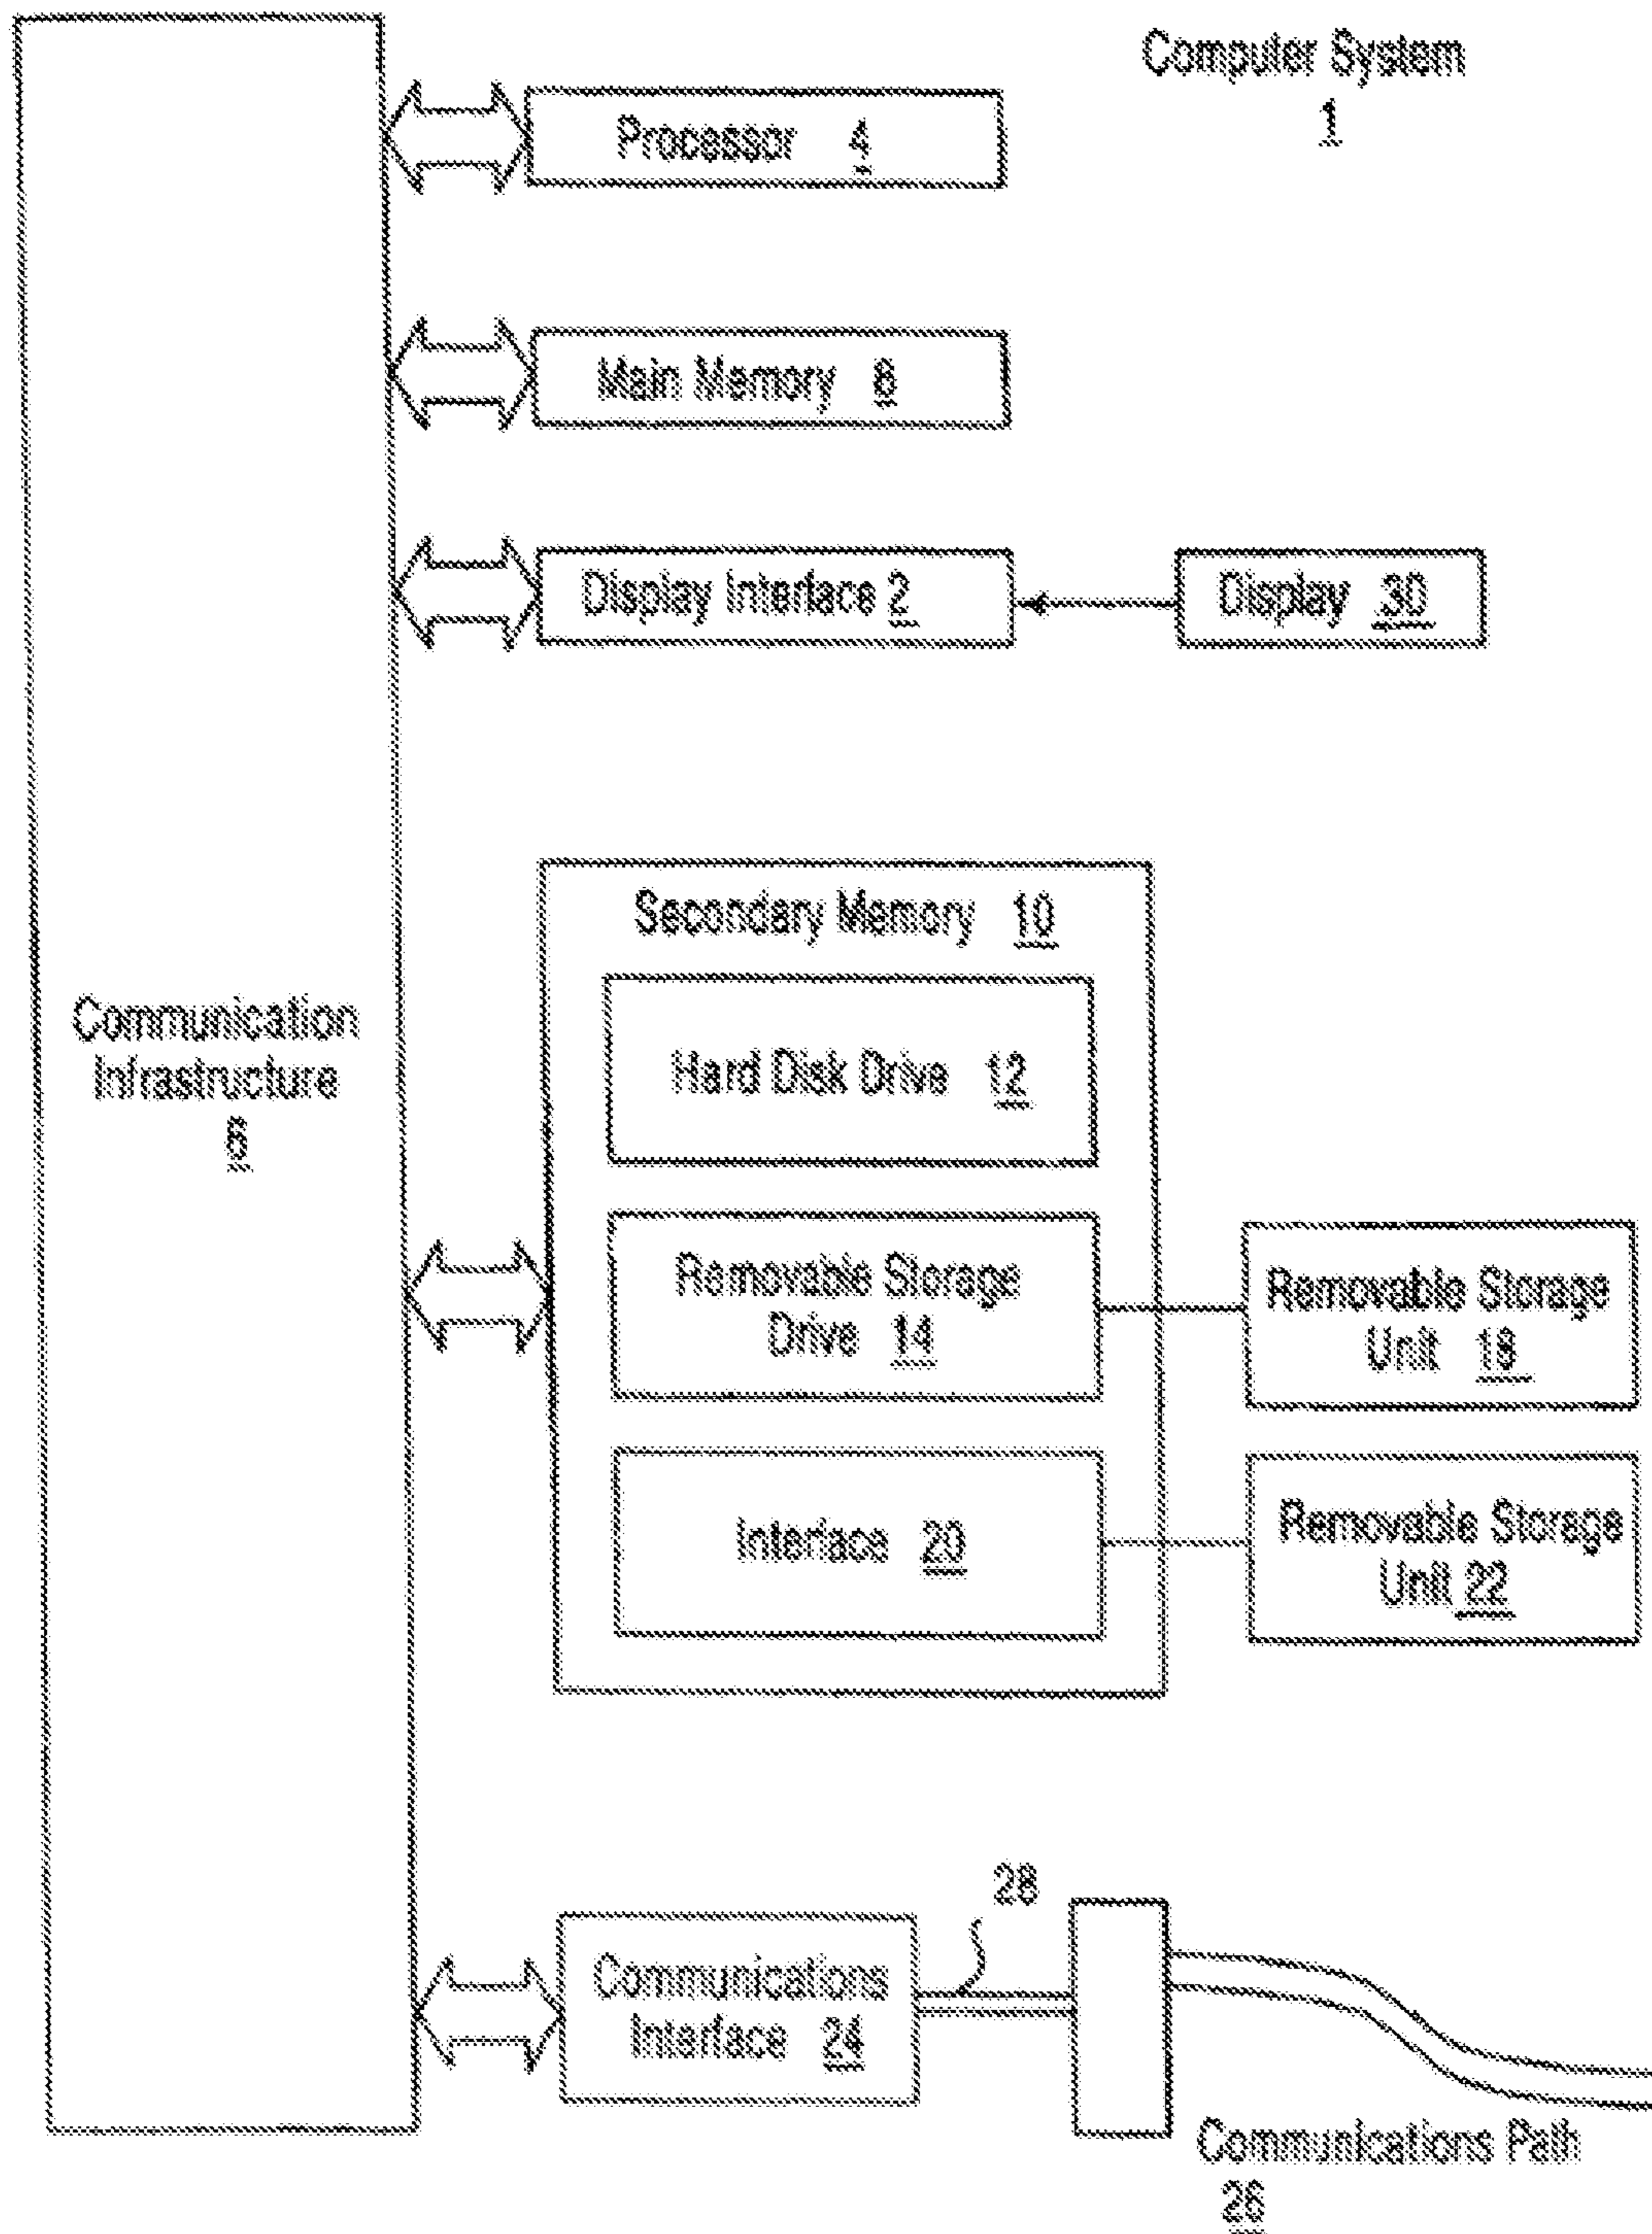 Computer System
1
Processor 4
Main Memory 8
Display Interface 2
Display 30
Secondary Memory 10
Hard Disk Drive 12
Communication
Infrastructure
6
Removable Storage
Drive 14
Removable Storage
Unit 18
Interface 20
Removable Storage
Unit 22
28
Communications
Interface 24
Communications Path
26